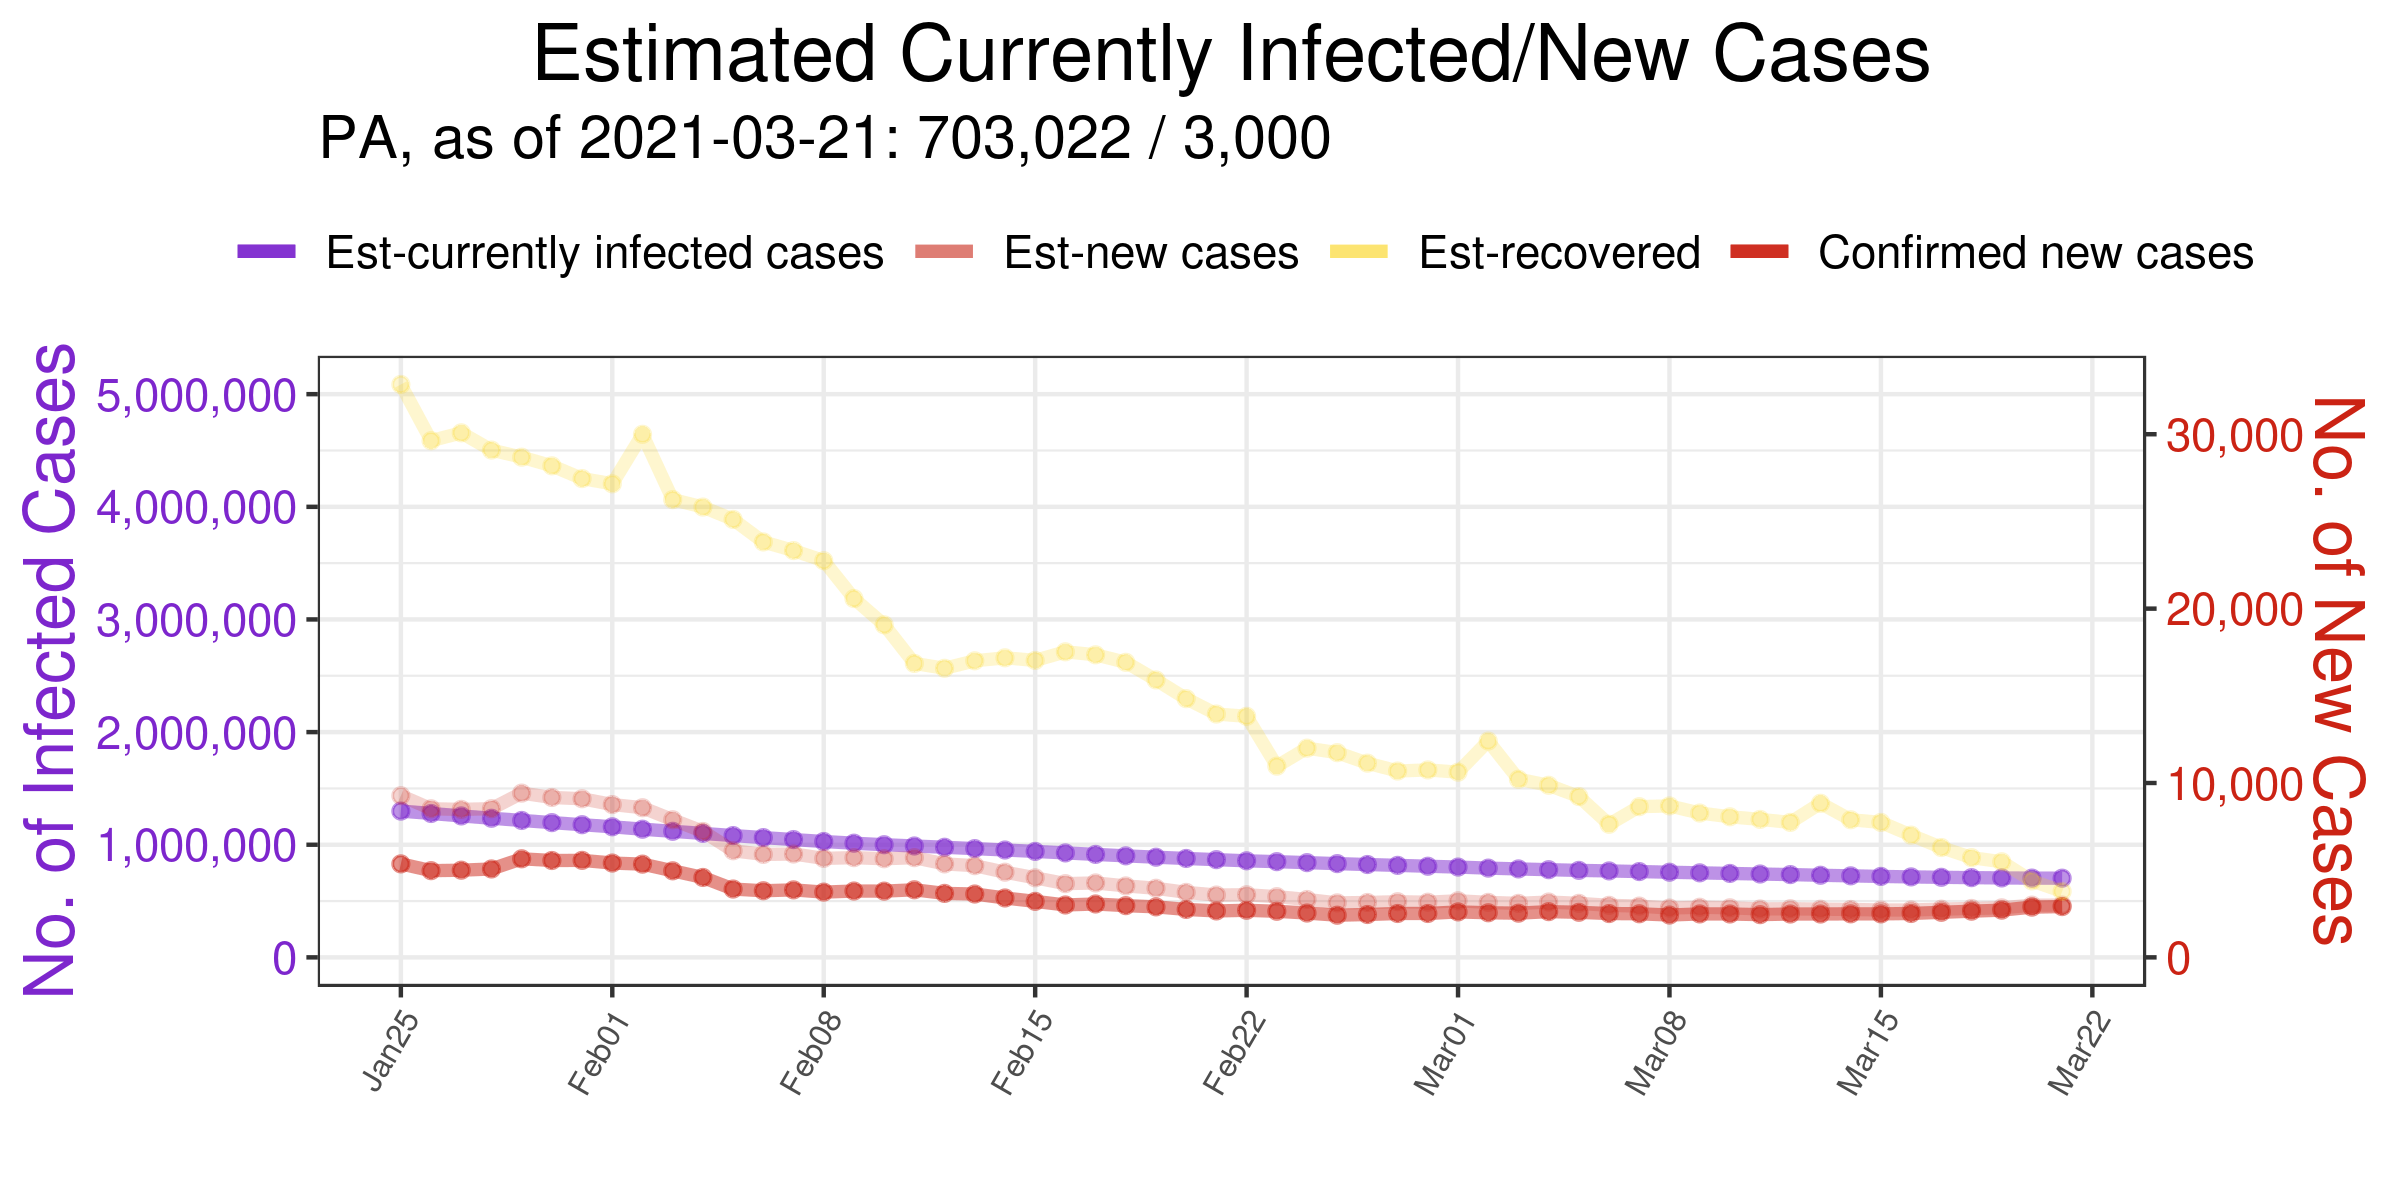 Estimated Currently Infected/New Cases
PA, as of 2021-03-21: 703,022 / 3,000
Est-currently infected cases Est-new cases Est-recovered Confirmed new cases
No. of Infected Cases
5,000,000
4,000,000
3,000,000
2,000,000
1,000,000
0
30,000
20,000
10,000
0
No. of New Cases
Jan25 Feb01 Feb08 Feb15 Feb22 Mar01 Mar08 Mar15 Mar22